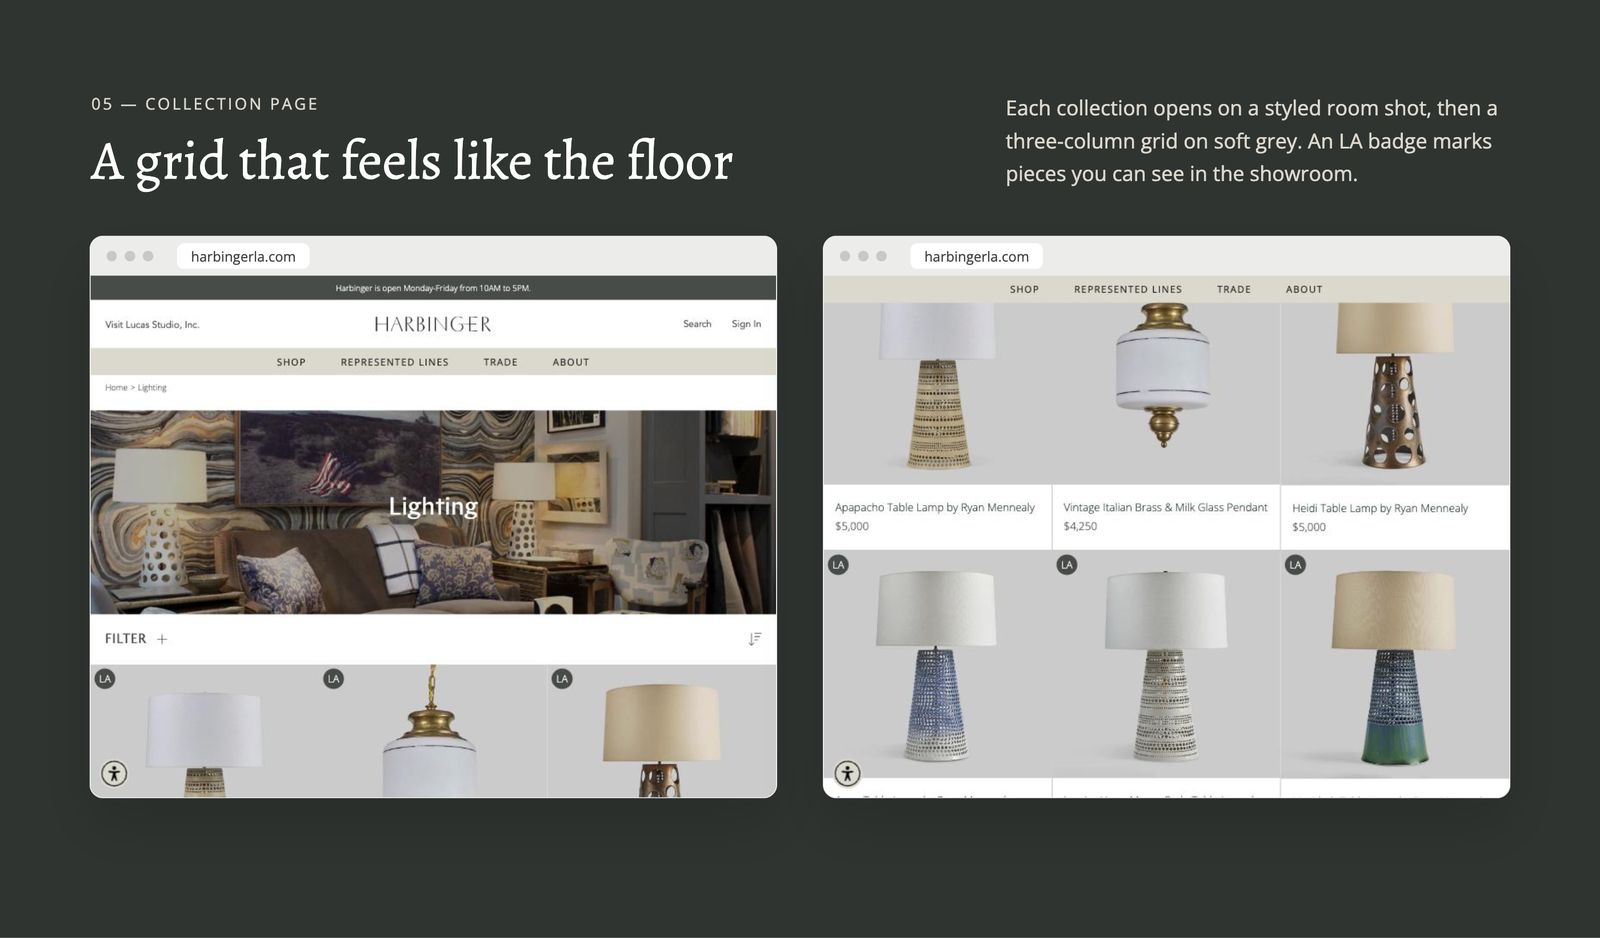 05 — COLLECTION PAGE
A grid that feels like the floor
Each collection opens on a styled room shot, then a
three-column grid on soft grey. An LA badge marks
pieces you can see in the showroom.
harbingerla.com
Harbinger is open Monday-Friday from 10AM to 5PM.
Visit Lucas Studio, Inc.
HARBINGER
Search
Sign In
SHOP
REPRESENTED LINES
TRADE
ABOUT
Home > Lighting
Lighting
FILTER +
LA
LA
LA
harbingerla.com
SHOP
REPRESENTED LINES
TRADE
ABOUT
Apapacho Table Lamp by Ryan Mennealy
$5,000
Vintage Italian Brass & Milk Glass Pendant
$4,250
Heidi Table Lamp by Ryan Mennealy
$5,000
LA
LA
LA